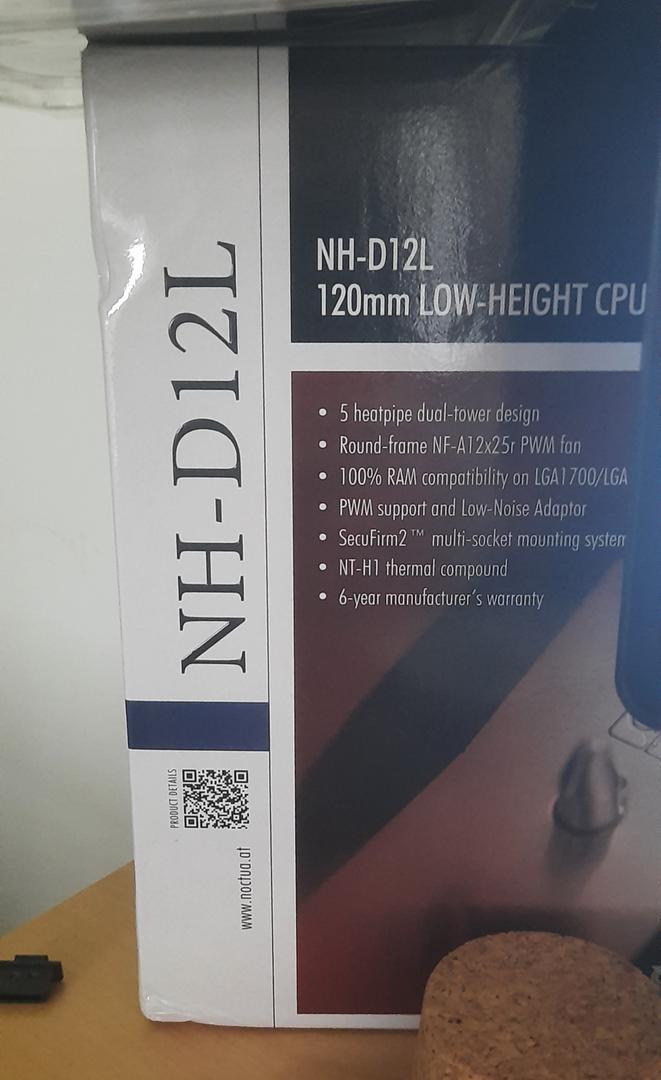 NH-D12L
PRODUCT DETAILS
www.noctua.at
NH-D12L
120mm LOW-HEIGHT CPU
• 5 heatpipe dual-tower design
• Round-frame NF-A12x25r PWM fan
• 100% RAM compatibility on LGA1700/LGA
• PWM support and Low-Noise Adaptor
• SecuFirm2™ multi-socket mounting system
• NT-H1 thermal compound
• 6-year manufacturer's warranty